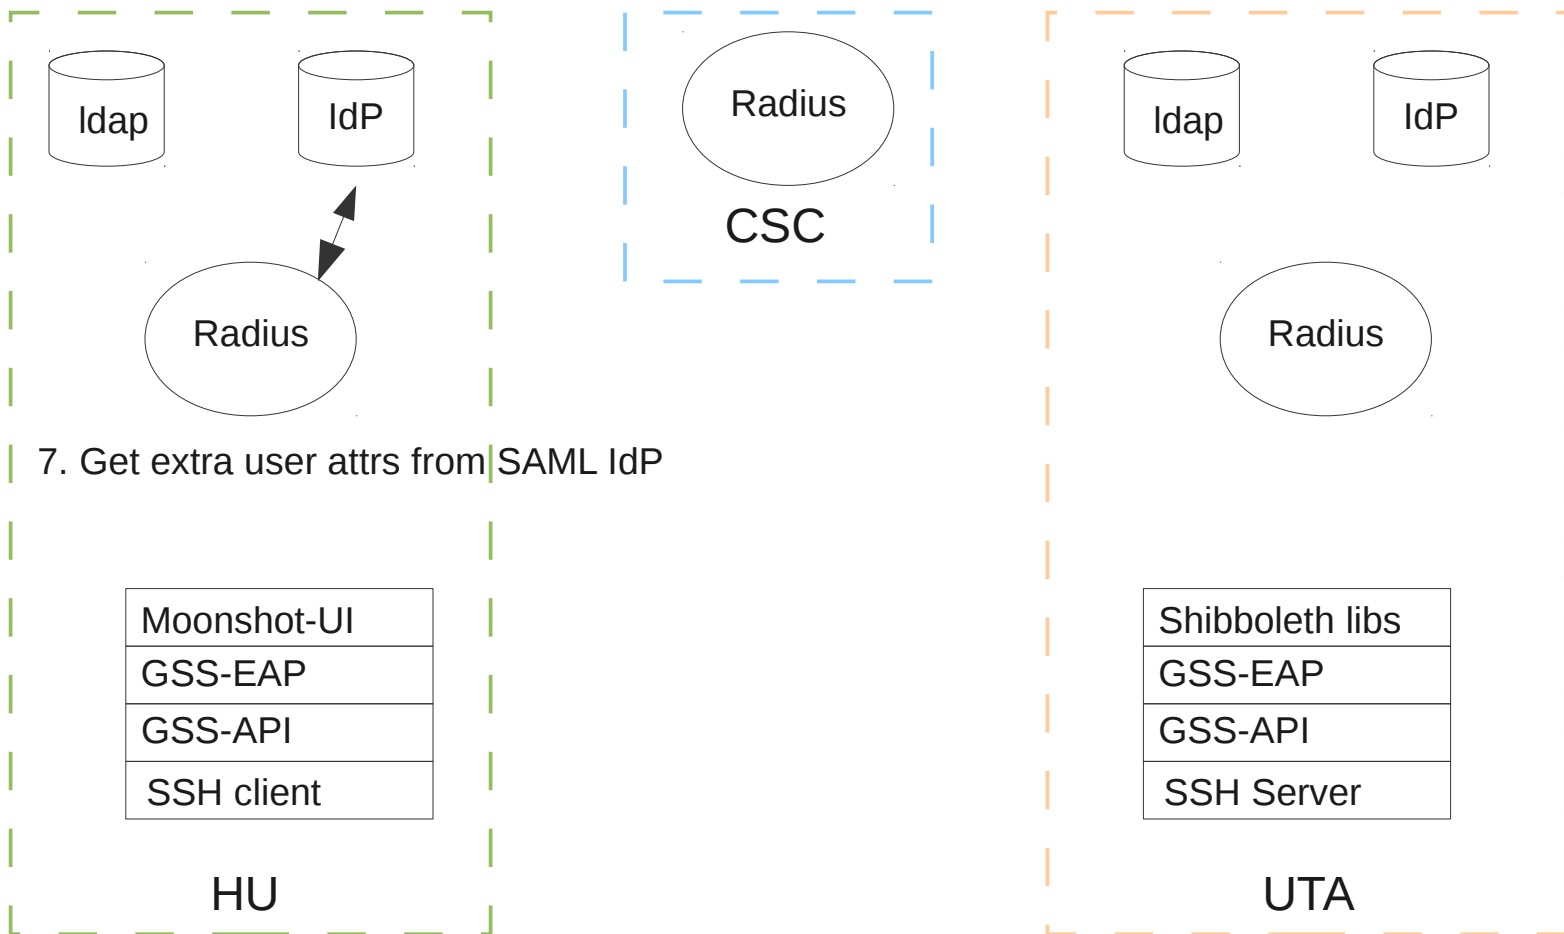 ldap
IdP
Radius
CSC
ldap
IdP
Radius
Radius
7. Get extra user attrs from SAML IdP
Moonshot-UI
GSS-EAP
GSS-API
SSH client
HU
Shibboleth libs
GSS-EAP
GSS-API
SSH Server
UTA